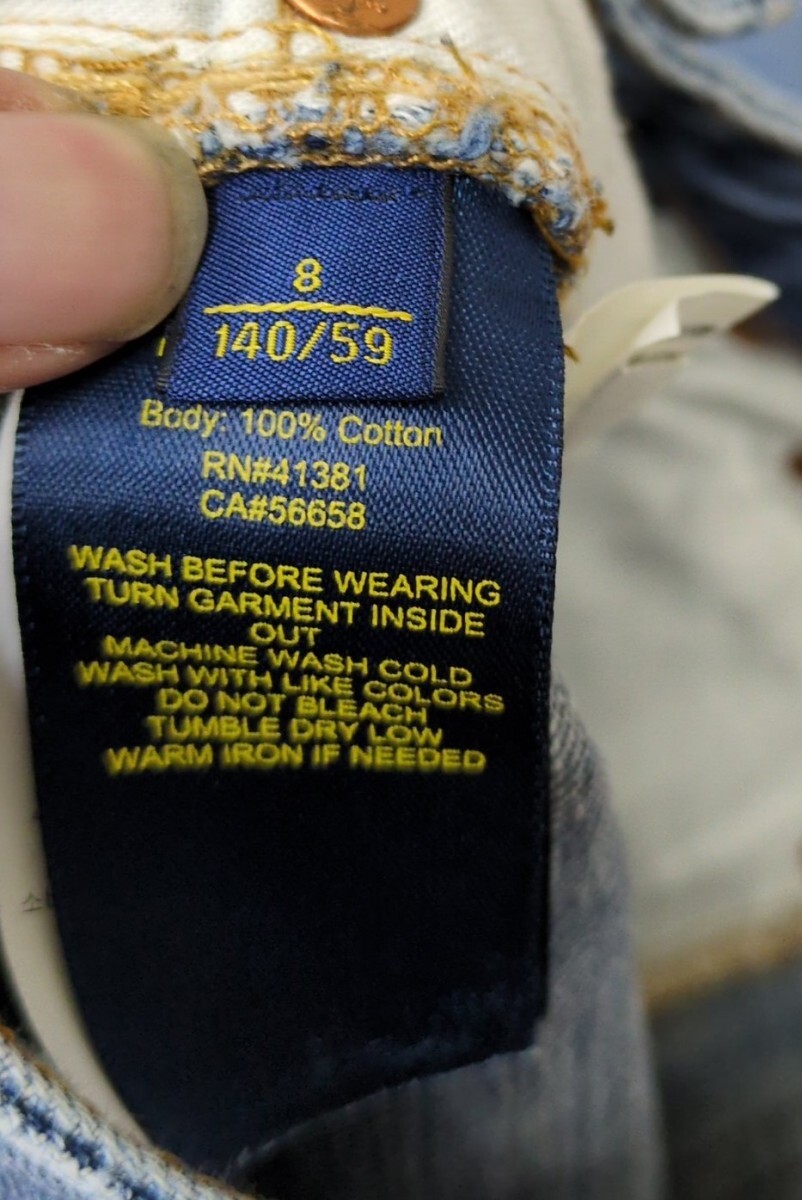 8
140/59
Body: 100% Cotton
RN#41381
CA#56658
WASH BEFORE WEARING
TURN GARMENT INSIDE
OUT
MACHINE WASH COLD
WASH WITH LIKE COLORS
DO NOT BLEACH
TUMBLE DRY LOW
WARM IRON IF NEEDED